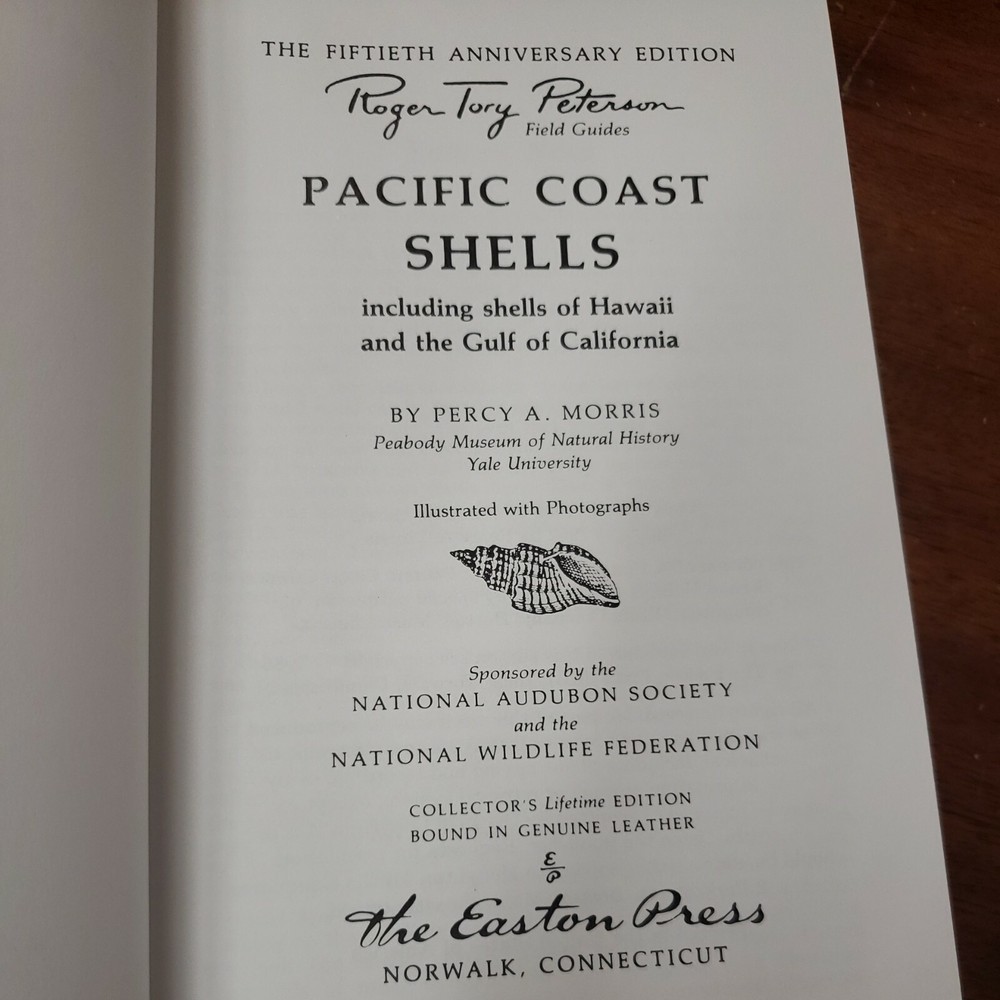 THE FIFTIETH ANNIVERSARY EDITION
Roger Tory Peterson
Field Guides
PACIFIC COAST
SHELLS
including shells of Hawaii
and the Gulf of California
BY PERCY A. MORRIS
Peabody Museum of Natural History
Yale University
Illustrated with Photographs
Sponsored by the
NATIONAL AUDUBON SOCIETY
and the
NATIONAL WILDLIFE FEDERATION
COLLECTOR'S Lifetime EDITION
BOUND IN GENUINE LEATHER
E
P
The Easton Press
NORWALK, CONNECTICUT